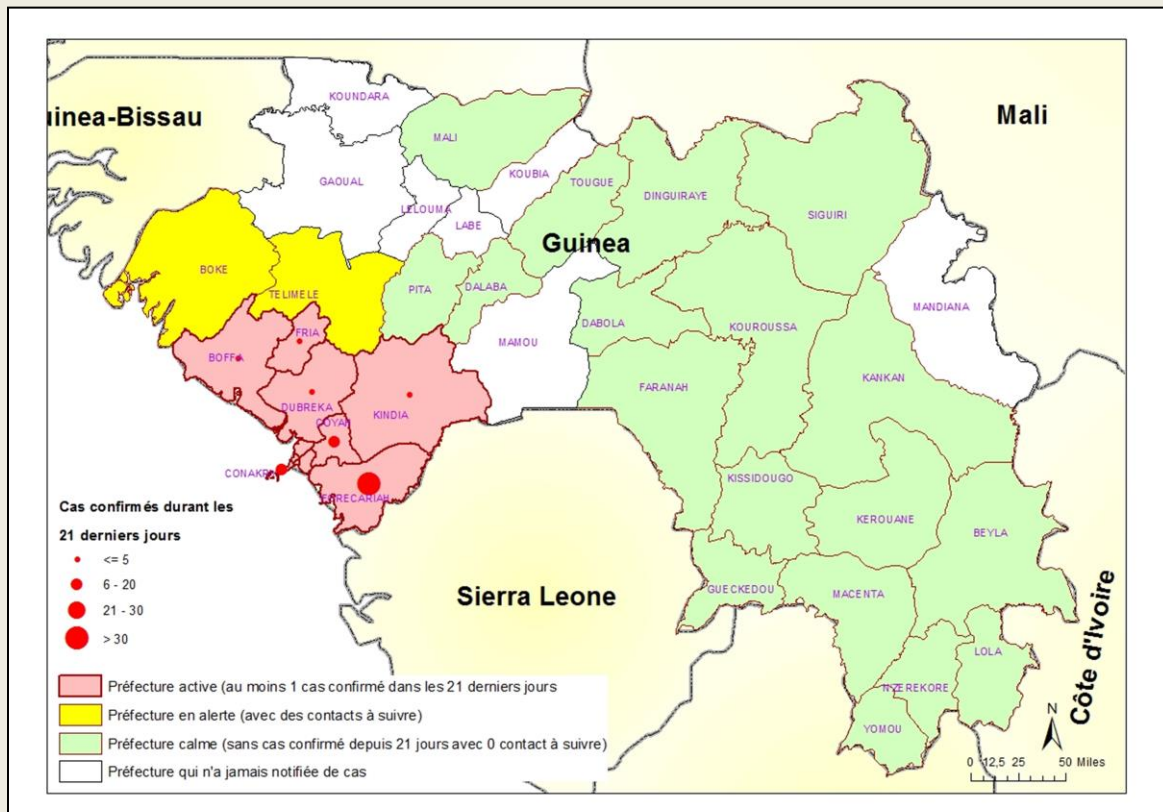 KOUNDARA
uinea-Bissau
Mali
MALI
KOUBIA
GAOUAL
TOUGUE
DINGUIRAYE
LELOUMA
LABE
SIGUIRI
Guinea
BOKE
TELIMELE
PITA
DALABA
MANDIANA
DABOLA
KOUROUSSA
FRIA
MAMOU
BOFFA
KANKAN
FARANAH
DUBREKA
KINDIA
COYAH
CONAKRY
FORECARIAH
KISSIDOUGO
KEROUANE
BEYLA
Cas confirmés durant les
21 derniers jours
<= 5
6 - 20
21 - 30
> 30
GUECKEDOU
MACENTA
Sierra Leone
Côte d'Ivoire
LOLA
N'ZEREKORE
YOMOU
Préfecture active (au moins 1 cas confirmé dans les 21 derniers jours
Préfecture en alerte (avec des contacts à suivre)
Préfecture calme (sans cas confirmé depuis 21 jours avec 0 contact à suivre)
Préfecture qui n'a jamais notifiée de cas
N
0 12,5 25 50 Miles